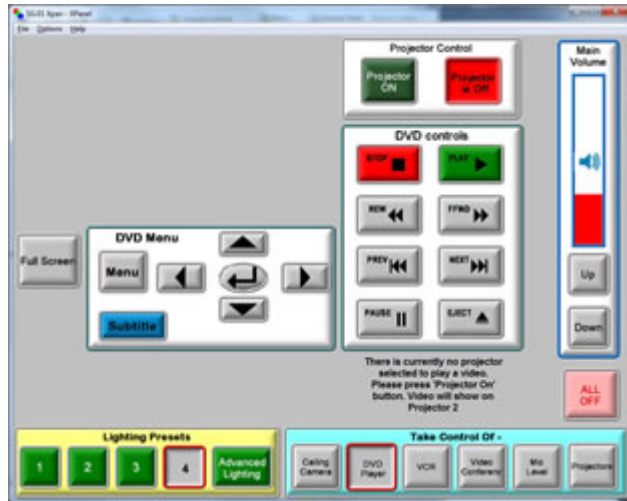 File Options Help
Projector Control
Projector
ON
Projector
is Off
Main
Volume
DVD controls
STOP
PLAY
REW
FFWD
PREV
NEXT
PAUSE
EJECT
Full Screen
DVD Menu
Menu
Subtitle
Up
Down
There is currently no projector
selected to play a video.
Please press 'Projector On'
button. Video will show on
Projector 2
ALL
OFF
Lighting Presets
1
2
3
4
Advanced
Lighting
Take Control Of -
Ceiling
Camera
DVD
Player
VCR
Video
Conferenc
Mic
Level
Projectors